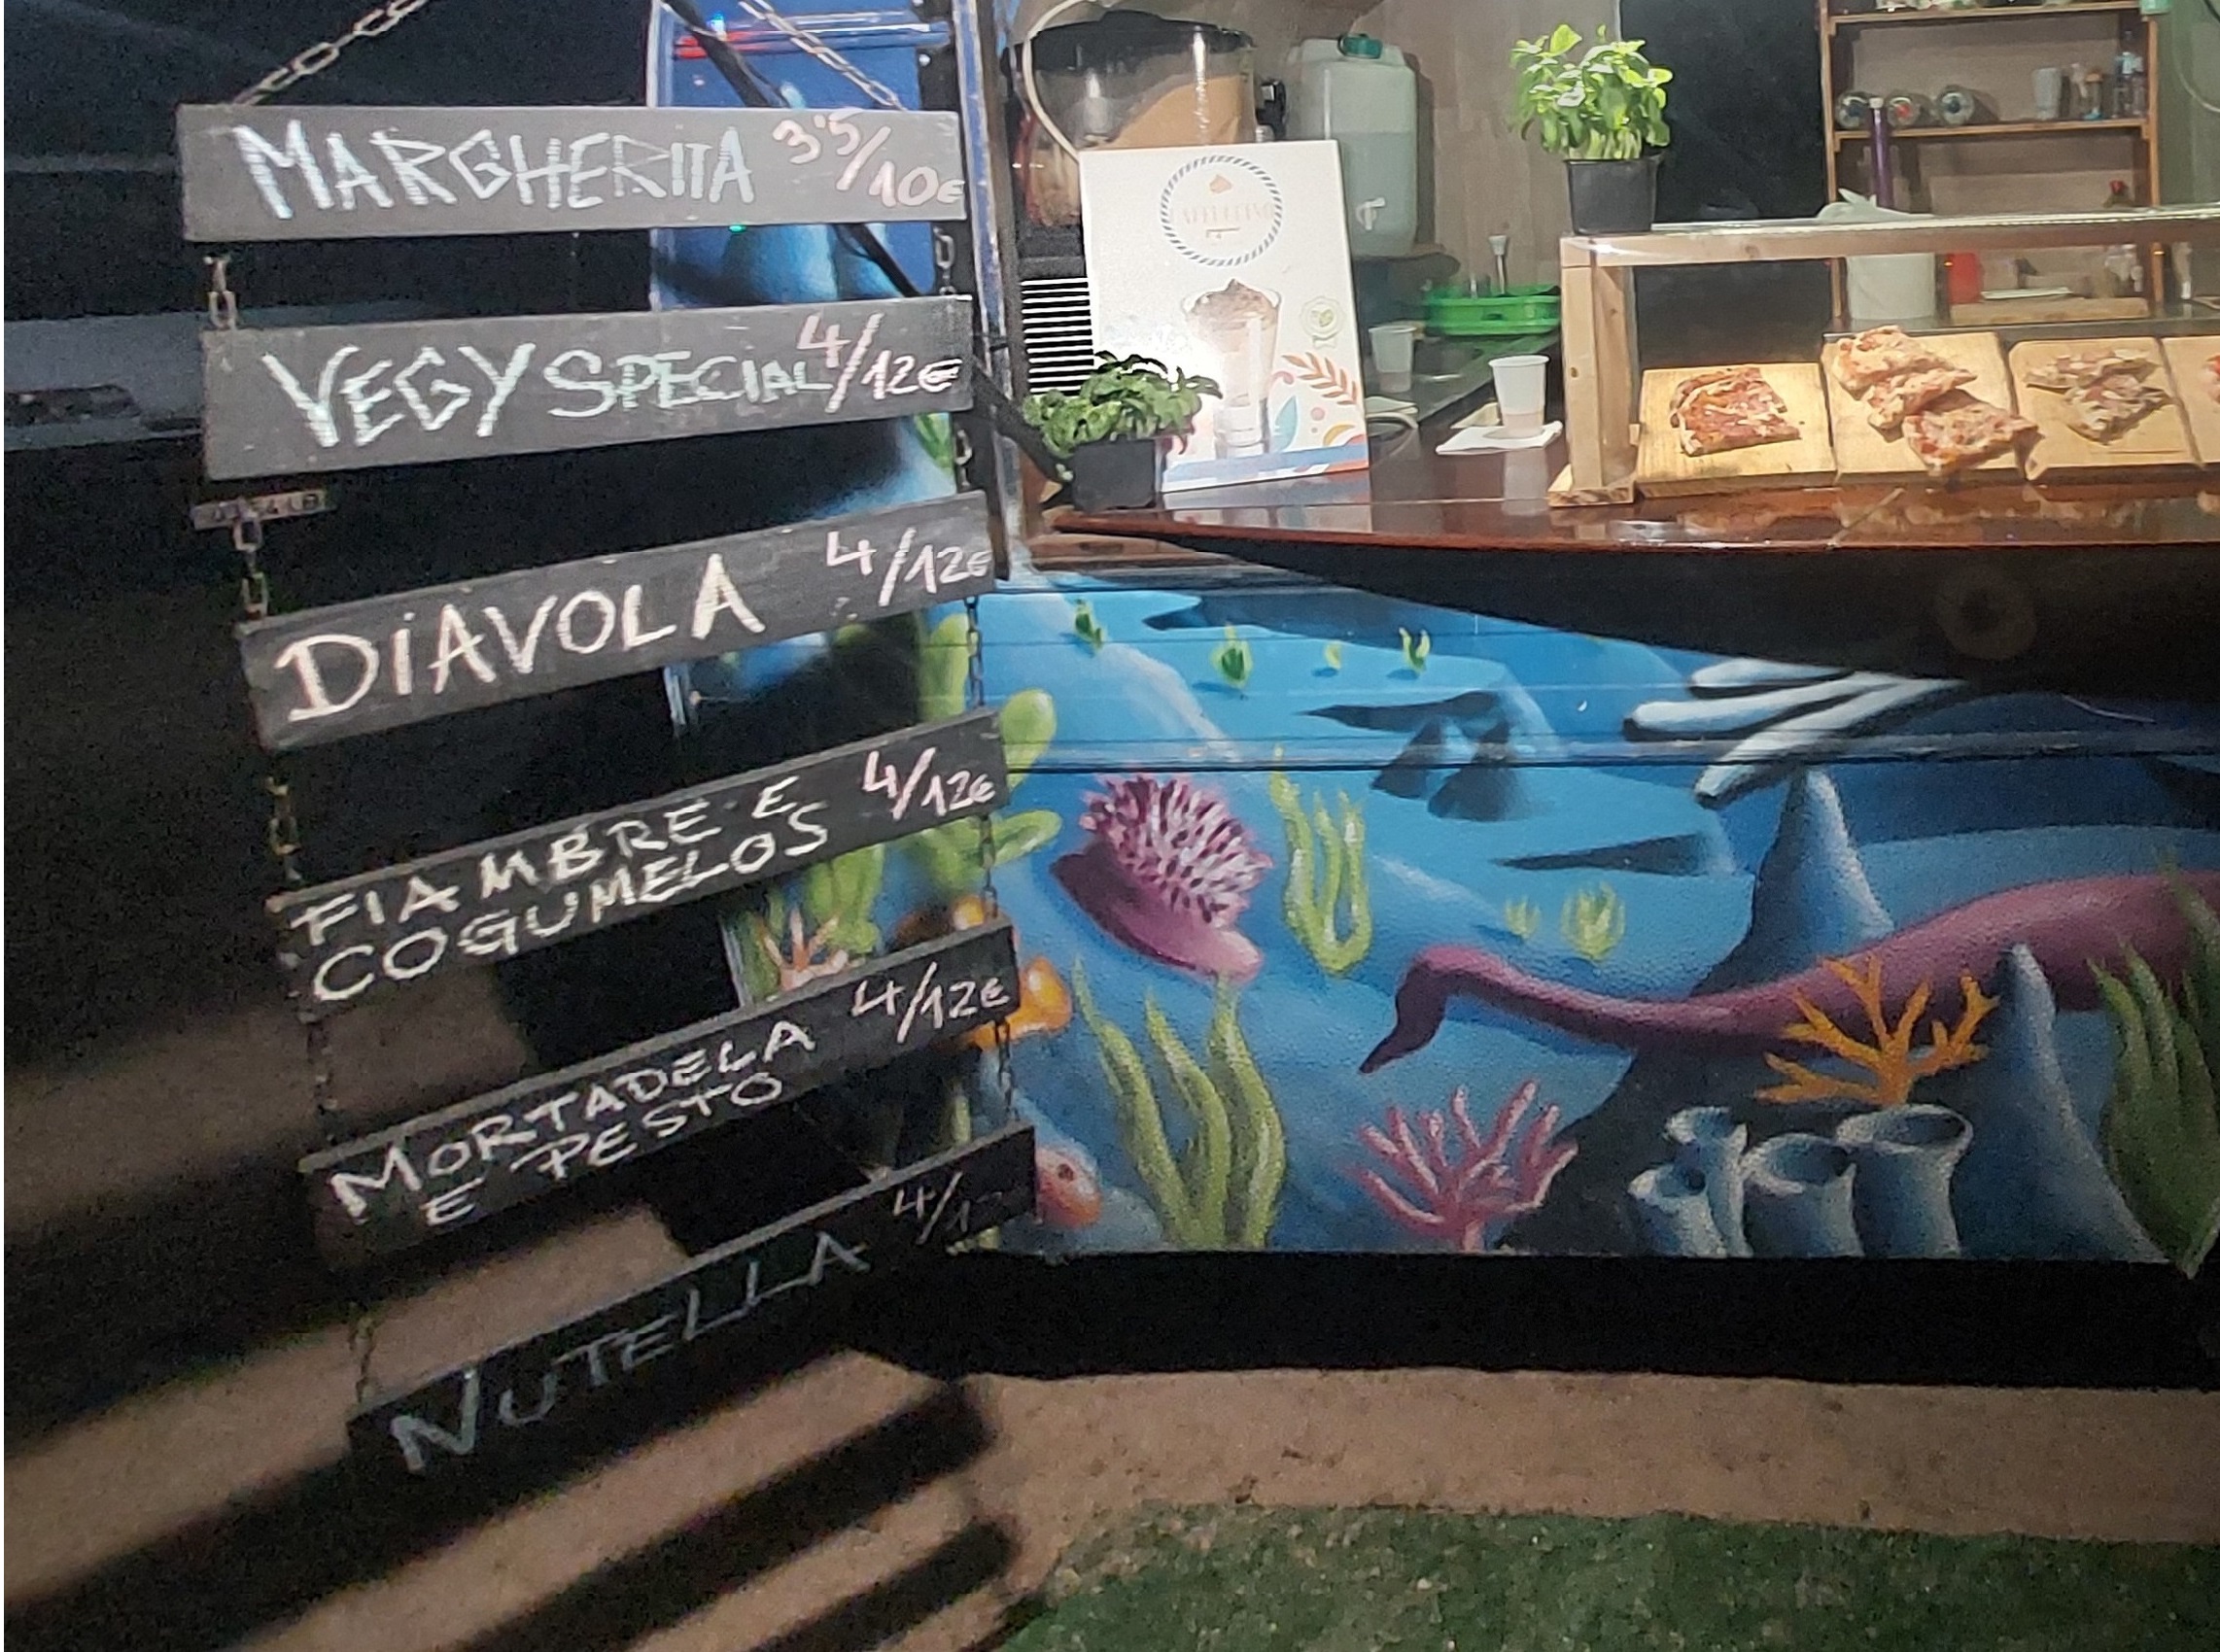 MARGHERITA 3'5/10€
VEGY SPECIAL 4/12€
DiAVOLA 4/12€
FIAMBRE E 4/12€
COGUMELOS
MORTADELA 4/12€
E PESTO
NUTELLA
CAPPUCCINO